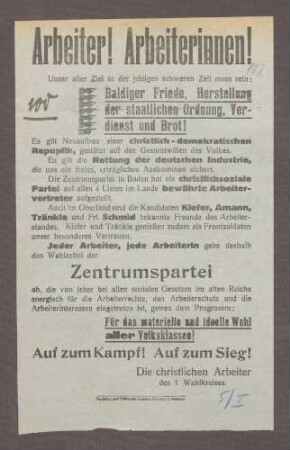 Arbeiter! Arbeiterinnen!
Unser aller Ziel in der jetzigen schweren Zeit muss sein:
Baldiger Friede, Herstellung
der staatlichen Ordnung, Ver-
dienst und Brot!
Es gilt Neuaufbau einer christlich-demokratischen
Republik, gestützt auf den Gesamtwillen des Volkes.
Es gilt die Rettung der deutschen Industrie,
die uns ein freies, erträgliches Auskommen sichert.
Die Zentrumspartei in Baden hat als christlichsoziale
Partei auf allen 4 Listen im Lande bewährte Arbeiter-
vertreter aufgestellt.
Auch im Oberland sind die Kandidaten Kiefer, Amann,
Tränkle und Frl Schmid bekannte Freunde des Arbeiter-
standes. Kiefer und Tränkle genießen zudem als Frontsoldaten
unser besonderes Vertrauen.
Jeder Arbeiter, jede Arbeiterin gebe deshalb
den Wahlzettel der
Zentrumspartei
ab, die von jeher bei allen sozialen Gesetzen im alten Reiche
energisch für die Arbeiterrechte, den Arbeiterschutz und die
Arbeiterinteressen eingetreten ist, getreu dem Programm:
Für das materielle und ideelle Wohl
aller Volksklassen!
Auf zum Kampf! Auf zum Sieg!
Die christlichen Arbeiter
des 1 Wahlkreises.